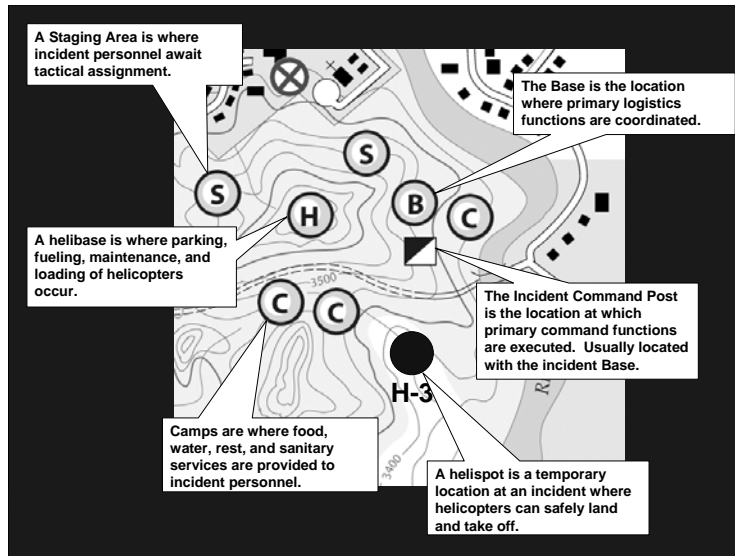 A Staging Area is where
incident personnel await
tactical assignment.
The Base is the location
where primary logistics
functions are coordinated.
S
S
B
C
H
A helibase is where parking,
fueling, maintenance, and
loading of helicopters
occur.
3500
C
C
The Incident Command Post
is the location at which
primary command functions
are executed. Usually located
with the incident Base.
H-3
Camps are where food,
water, rest, and sanitary
services are provided to
incident personnel.
3400
A helispot is a temporary
location at an incident where
helicopters can safely land
and take off.